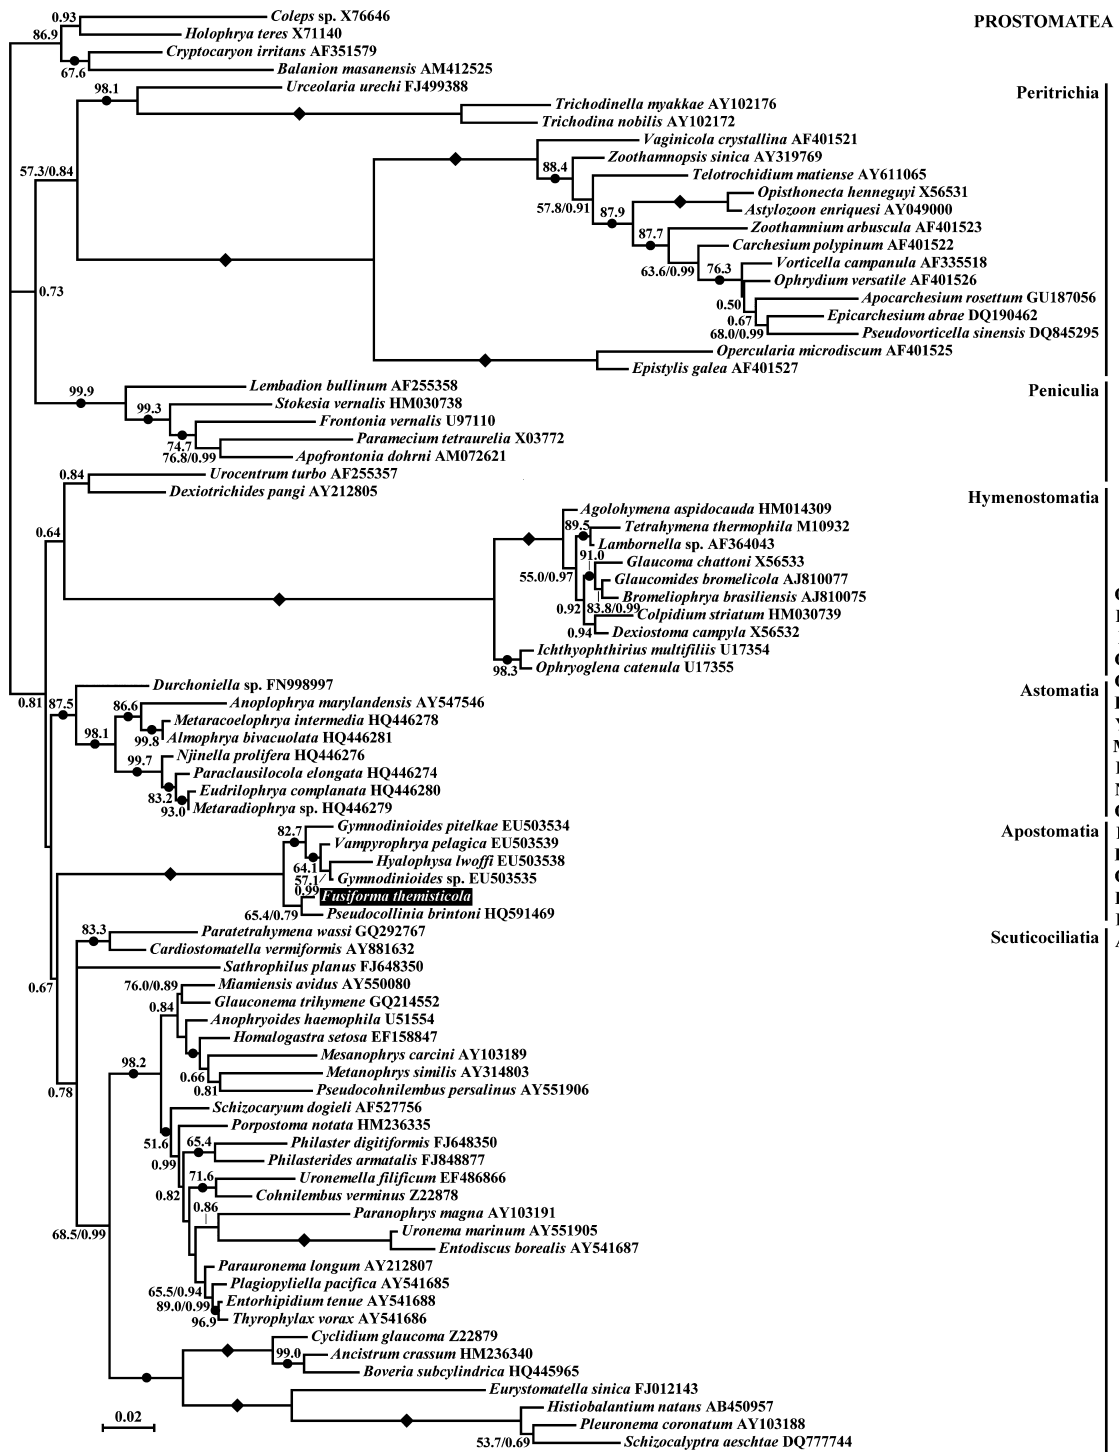 0.93
Coleps sp. X76646
PROSTOMATEA
86.9
Holophrya teres X71140
Cryptocaryon irritans AF351579
67.6
Balanion masanensis AM412525
98.1
Urceolaria urechi FJ499388
Peritrichia
Trichodinella myakkae AY102176
Trichodina nobilis AY102172
Vaginicola crystallina AF401521
Zoothamnopsis sinica AY319769
88.4
57.3/0.84
Telotrochidium matiense AY611065
Opisthonecta henneguyi X56531
57.8/0.91
Astylozoon enriquesi AY049000
87.9
Zoothamnium arbuscula AF401523
87.7
Carchesium polypinum AF401522
63.6/0.99
Vorticella campanula AF335518
76.3
Ophrydium versatile AF401526
0.73
Apocarchesium rosettum GU187056
0.50
Epicarchesium abrae DQ190462
0.67
68.0/0.99
Pseudovorticella sinensis DQ845295
Opercularia microdiscum AF401525
Epistylis galea AF401527
Lembadion bullinum AF255358
Peniculia
99.9
Stokesia vernalis HM030738
99.3
Frontonia vernalis U97110
Paramecium tetraurelia X03772
74.7
76.8/0.99
Apofrontonia dohrni AM072621
0.84
Urocentrum turbo AF255357
Dexiotrichides pangi AY212805
Hymenostomatia
Agolohymena aspidocauda HM014309
89.5
Tetrahymena thermophila M10932
0.64
Lambornella sp. AF364043
91.0
Glaucoma chattoni X56533
55.0/0.97
Glaucomides bromelicola AJ810077
Bromeliophrya brasiliensis AJ810075
0.92
83.8/0.99
Colpidium striatum HM030739
0.94
Dexiostoma campyla X56532
Ichthyophthirius multifiliis U17354
98.3
Ophryoglena catenula U17355
Durchoniella sp. FN998997
Astomatia
0.81
87.5
86.6
Anoplophrya marylandensis AY547546
Metaracoelophrya intermedia HQ446278
98.1
99.8
Almophrya bivacuolata HQ446281
Njinella prolifera HQ446276
99.7
Paraclausilocola elongata HQ446274
Eudrilophrya complanata HQ446280
83.2
93.0
Metaradiophrya sp. HQ446279
Gymnodinioides pitelkae EU503534
Apostomatia
82.7
Vampyrophrya pelagica EU503539
Hyalophysa lwoffi EU503538
64.1
57.1
Gymnodinioides sp. EU503535
0.99
Fusiforma themisticola
65.4/0.79
Pseudocollinia brintoni HQ591469
83.3
Paratetrahymena wassi GQ292767
Scuticociliatia
Cardiostomatella vermiformis AY881632
Sathrophilus planus FJ648350
0.67
76.0/0.89
Miamiensis avidus AY550080
Glauconema trihymene GQ214552
0.84
Anophryoides haemophila U51554
Homalogastra setosa EF158847
98.2
Mesanophrys carcini AY103189
0.66
Metanophrys similis AY314803
0.78
0.81
Pseudocohnilembus persalinus AY551906
Schizocaryum dogieli AF527756
Porpostoma notata HM236335
51.6
65.4
Philaster digitiformis FJ648350
0.99
Philasterides armatalis FJ848877
71.6
Uronemella filificum EF486866
0.82
Cohnilembus verminus Z22878
0.86
Paranophrys magna AY103191
68.5/0.99
Uronema marinum AY551905
Entodiscus borealis AY541687
Parauronema longum AY212807
65.5/0.94
Plagiopyliella pacifica AY541685
Entorhipidium tenue AY541688
89.0/0.99
96.9
Thyrophylax vorax AY541686
Cyclidium glaucoma Z22879
99.0
Ancistrum crassum HM236340
Boveria subcylindrica HQ445965
Eurystomatella sinica FJ012143
0.02
Histiobalantium natans AB450957
Pleuronema coronatum AY103188
53.7/0.69
Schizocalyptra aeschtae DQ777744